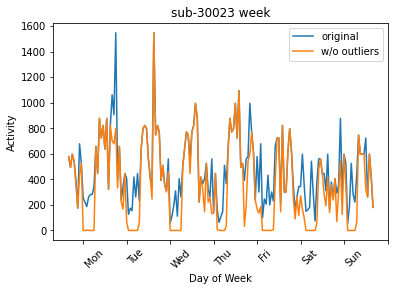 sub-30023 week
original
w/o outliers
1600
1400
1200
1000
800
600
400
200
0
Activity
Mon
Tue
Wed
Thu
Fri
Sat
Sun
Day of Week